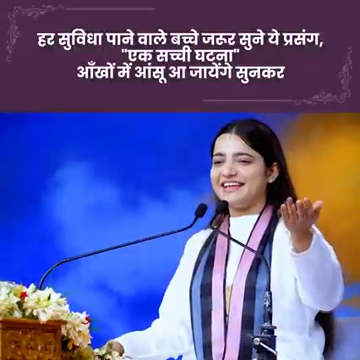 हर सुविधा पाने वाले बच्चे जरूर सुने ये प्रसंग,
"एक सच्ची घटना"
आँखों में आंसू आ जायेंगे सुनकर